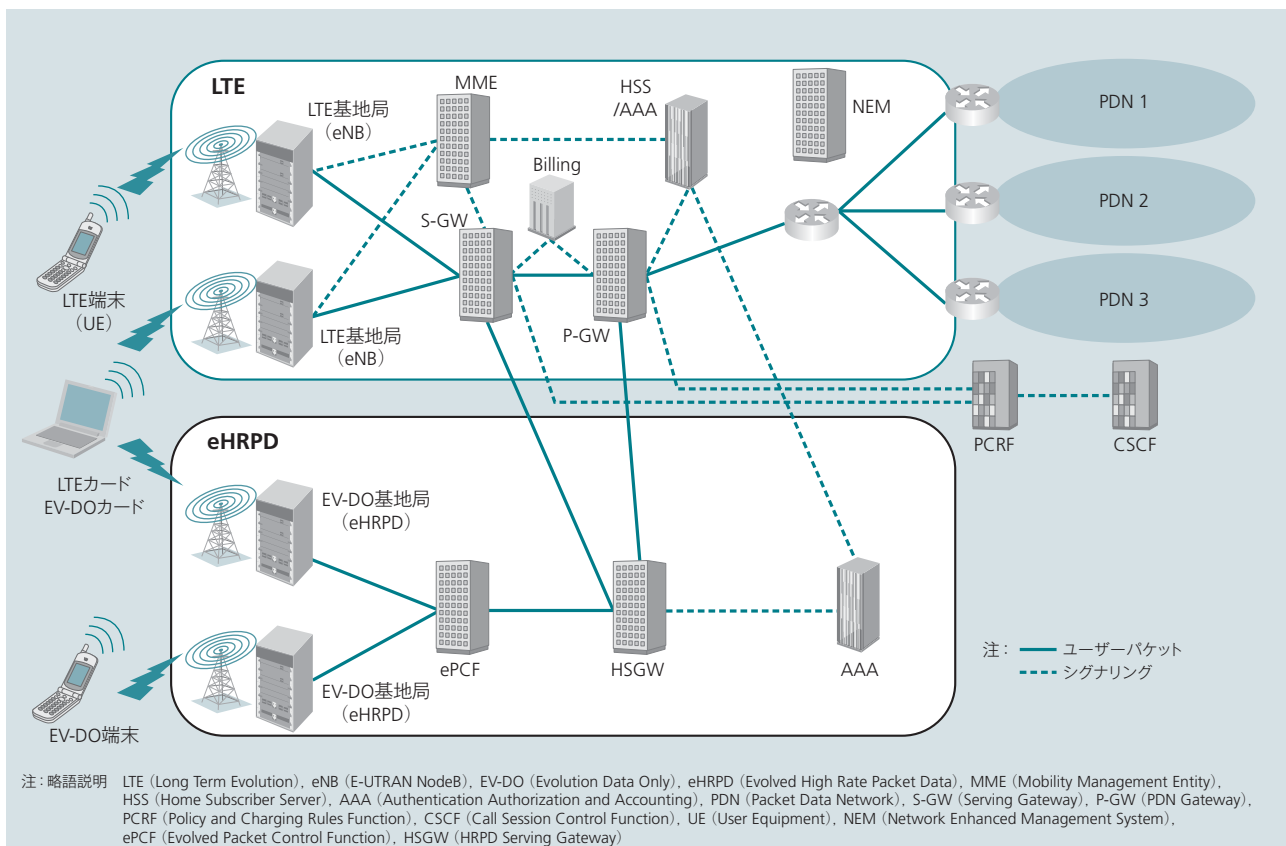 LTE
MME
HSS
/AAA
NEM
PDN 1
LTE基地局
（eNB）
Billing
PDN 2
S-GW
LTE端末
（UE）
P-GW
PDN 3
LTE基地局
（eNB）
PCRF
CSCF
eHRPD
LTEカード
EV-DOカード
EV-DO基地局
（eHRPD）
ePCF
HSGW
AAA
注：
ユーザーパケット
シグナリング
EV-DO基地局
（eHRPD）
EV-DO端末
注：略語説明 LTE（Long Term Evolution），eNB（E-UTRAN NodeB），EV-DO（Evolution Data Only），eHRPD（Evolved High Rate Packet Data），MME（Mobility Management Entity），
HSS（Home Subscriber Server），AAA（Authentication Authorization and Accounting），PDN（Packet Data Network），S-GW（Serving Gateway），P-GW（PDN Gateway），
PCRF（Policy and Charging Rules Function），CSCF（Call Session Control Function），UE（User Equipment），NEM（Network Enhanced Management System），
ePCF（Evolved Packet Control Function），HSGW（HRPD Serving Gateway）